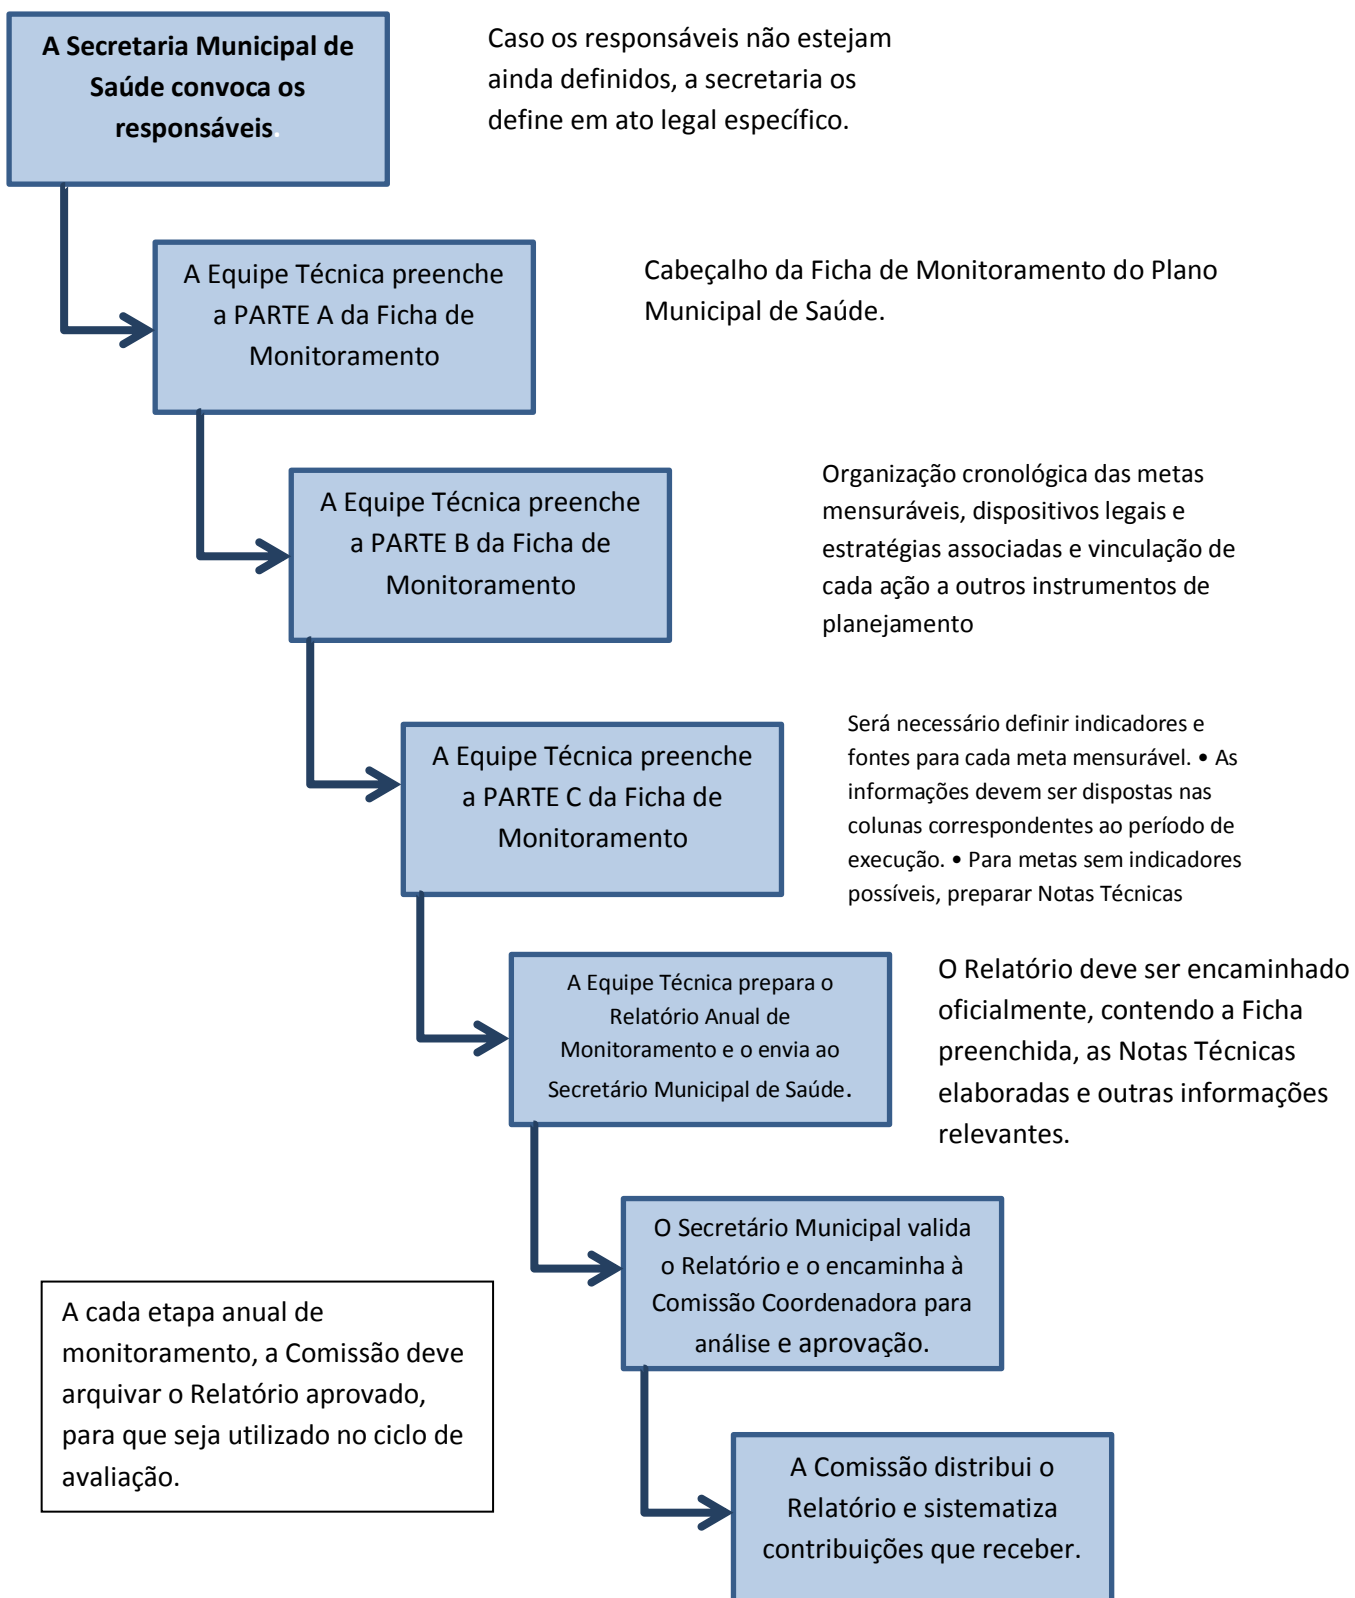 A Secretaria Municipal de
Saúde convoca os
responsáveis.
Caso os responsáveis não estejam
ainda definidos, a secretaria os
define em ato legal específico.
A Equipe Técnica preenche
a PARTE A da Ficha de
Monitoramento
Cabeçalho da Ficha de Monitoramento do Plano
Municipal de Saúde.
A Equipe Técnica preenche
a PARTE B da Ficha de
Monitoramento
Organização cronológica das metas
mensuráveis, dispositivos legais e
estratégias associadas e vinculação de
cada ação a outros instrumentos de
planejamento
A Equipe Técnica preenche
a PARTE C da Ficha de
Monitoramento
Será necessário definir indicadores e
fontes para cada meta mensurável. • As
informações devem ser dispostas nas
colunas correspondentes ao período de
execução. • Para metas sem indicadores
possíveis, preparar Notas Técnicas
A Equipe Técnica prepara o
Relatório Anual de
Monitoramento e o envia ao
Secretário Municipal de Saúde.
O Relatório deve ser encaminhado
oficialmente, contendo a Ficha
preenchida, as Notas Técnicas
elaboradas e outras informações
relevantes.
O Secretário Municipal valida
o Relatório e o encaminha à
Comissão Coordenadora para
análise e aprovação.
A cada etapa anual de
monitoramento, a Comissão deve
arquivar o Relatório aprovado,
para que seja utilizado no ciclo de
avaliação.
A Comissão distribui o
Relatório e sistematiza
contribuições que receber.